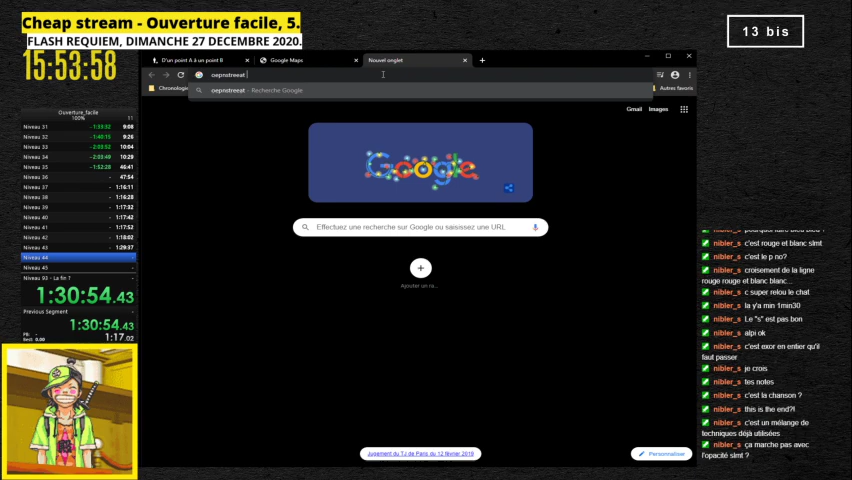 Cheap stream - Ouverture facile, 5.
FLASH REQUIEM, DIMANCHE 27 DECEMBRE 2020.
15:53:58
13 bis
D'un point A à un point B
Google Maps
Nouvel onglet
oepnstreeat
Chronologi
oepnstreeat - Recherche Google
Autres favoris
Gmail Images
Google
Effectuez une recherche sur Google ou saisissez une URL
Ajouter un ra...
Jugement du TJ de Paris du 12 février 2019
Personnaliser
Ouverture_facile
100% 11
Niveau 31 -1:33:32 9:08
Niveau 32 -1:40:15 9:26
Niveau 33 -2:03:52 10:04
Niveau 34 -2:03:49 10:29
Niveau 35 -1:52:28 46:41
Niveau 36 - 47:54
Niveau 37 - 1:16:11
Niveau 38 - 1:16:28
Niveau 39 - 1:17:32
Niveau 40 - 1:17:42
Niveau 41 - 1:17:52
Niveau 42 - 1:18:02
Niveau 43 - 1:29:37
Niveau 44 -
Niveau 45 -
Niveau 93 - La fin ? -
1:30:54.43
Previous Segment -
1:30:54.43
PB: -
Best: 0.00
1:17.02
nibler_s c'est rouge et blanc slmt
nibler_s c'est le p no?
nibler_s croisement de la ligne
rouge rouge et blanc blanc...
nibler_s c super relou le chat
nibler_s la y'a min 1min30
nibler_s Le "s" est pas bon
nibler_s alpi ok
nibler_s c'est exor en entier qu'il
faut passer
nibler_s je crois
nibler_s tes notes
nibler_s c'est la chanson ?
nibler_s this is the end?!
nibler_s c'est un mélange de
techniques déjà utilisées
nibler_s ça marche pas avec
l'opacité slmt ?